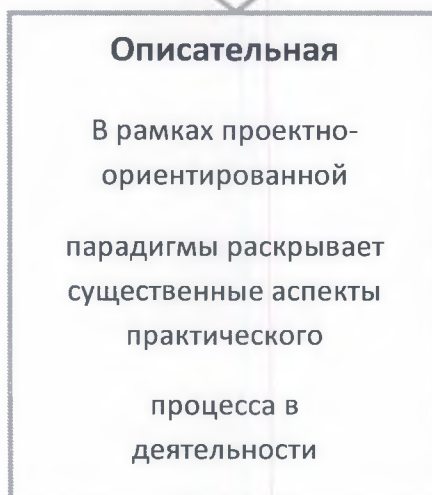 Описательная
В рамках проектно-
ориентированной
парадигмы раскрывает
существенные аспекты
практического
процесса в
деятельности